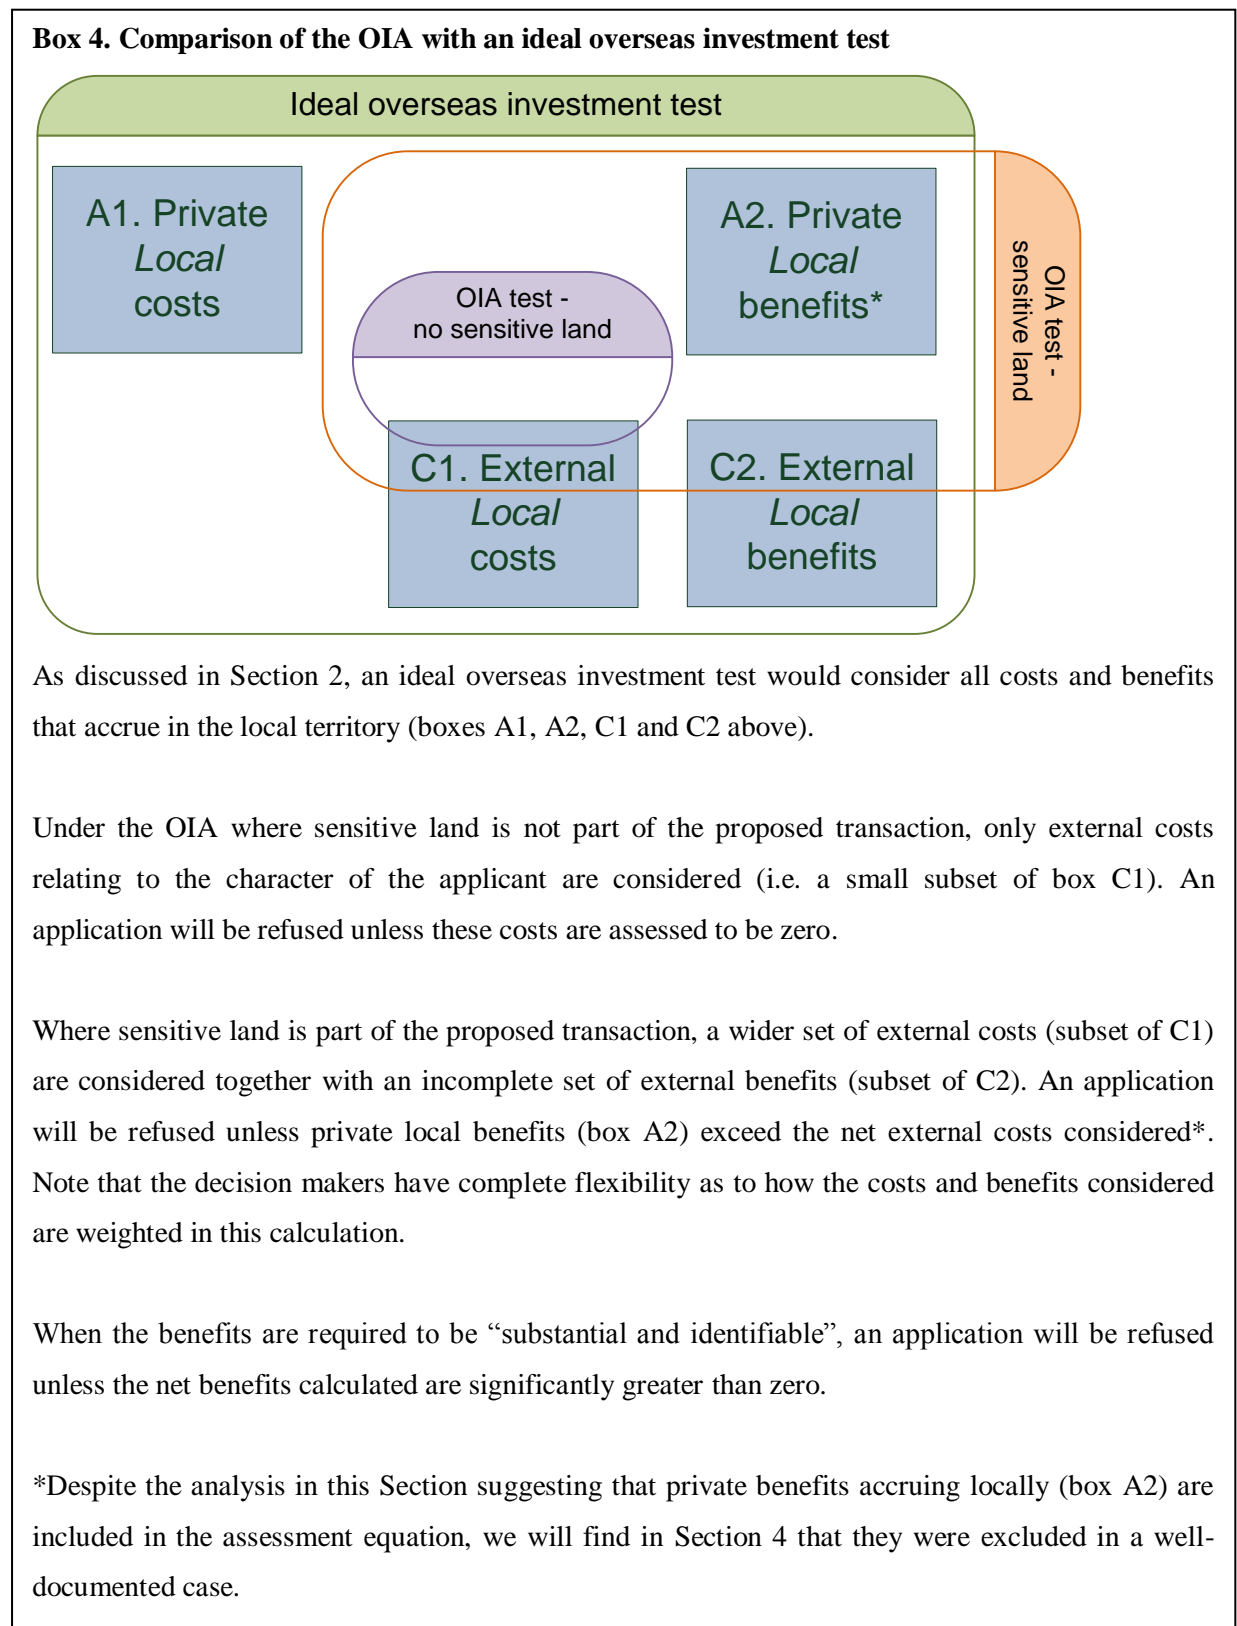 Box 4. Comparison of the OIA with an ideal overseas investment test
Ideal overseas investment test
A1. Private
Local
costs
A2. Private
Local
benefits*
OIA test -
sensitive land
OIA test -
no sensitive land
C1. External
Local
costs
C2. External
Local
benefits
As discussed in Section 2, an ideal overseas investment test would consider all costs and benefits
that accrue in the local territory (boxes A1, A2, C1 and C2 above).
Under the OIA where sensitive land is not part of the proposed transaction, only external costs
relating to the character of the applicant are considered (i.e. a small subset of box C1). An
application will be refused unless these costs are assessed to be zero.
Where sensitive land is part of the proposed transaction, a wider set of external costs (subset of C1)
are considered together with an incomplete set of external benefits (subset of C2). An application
will be refused unless private local benefits (box A2) exceed the net external costs considered*.
Note that the decision makers have complete flexibility as to how the costs and benefits considered
are weighted in this calculation.
When the benefits are required to be “substantial and identifiable”, an application will be refused
unless the net benefits calculated are significantly greater than zero.
*Despite the analysis in this Section suggesting that private benefits accruing locally (box A2) are
included in the assessment equation, we will find in Section 4 that they were excluded in a well-
documented case.